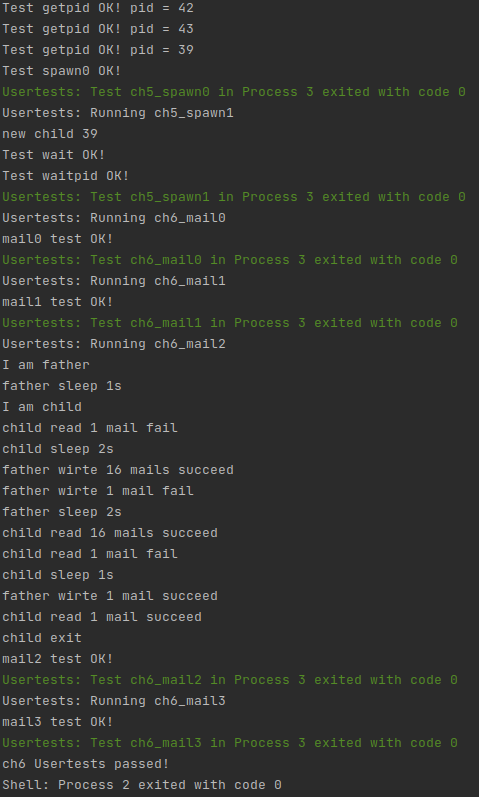 Test getpid OK! pid = 42
Test getpid OK! pid = 43
Test getpid OK! pid = 39
Test spawn0 OK!
Usertests: Test ch5_spawn0 in Process 3 exited with code 0
Usertests: Running ch5_spawn1
new child 39
Test wait OK!
Test waitpid OK!
Usertests: Test ch5_spawn1 in Process 3 exited with code 0
Usertests: Running ch6_mail0
mail0 test OK!
Usertests: Test ch6_mail0 in Process 3 exited with code 0
Usertests: Running ch6_mail1
mail1 test OK!
Usertests: Test ch6_mail1 in Process 3 exited with code 0
Usertests: Running ch6_mail2
I am father
father sleep 1s
I am child
child read 1 mail fail
child sleep 2s
father wirte 16 mails succeed
father wirte 1 mail fail
father sleep 2s
child read 16 mails succeed
child read 1 mail fail
child sleep 1s
father wirte 1 mail succeed
child read 1 mail succeed
child exit
mail2 test OK!
Usertests: Test ch6_mail2 in Process 3 exited with code 0
Usertests: Running ch6_mail3
mail3 test OK!
Usertests: Test ch6_mail3 in Process 3 exited with code 0
ch6 Usertests passed!
Shell: Process 2 exited with code 0